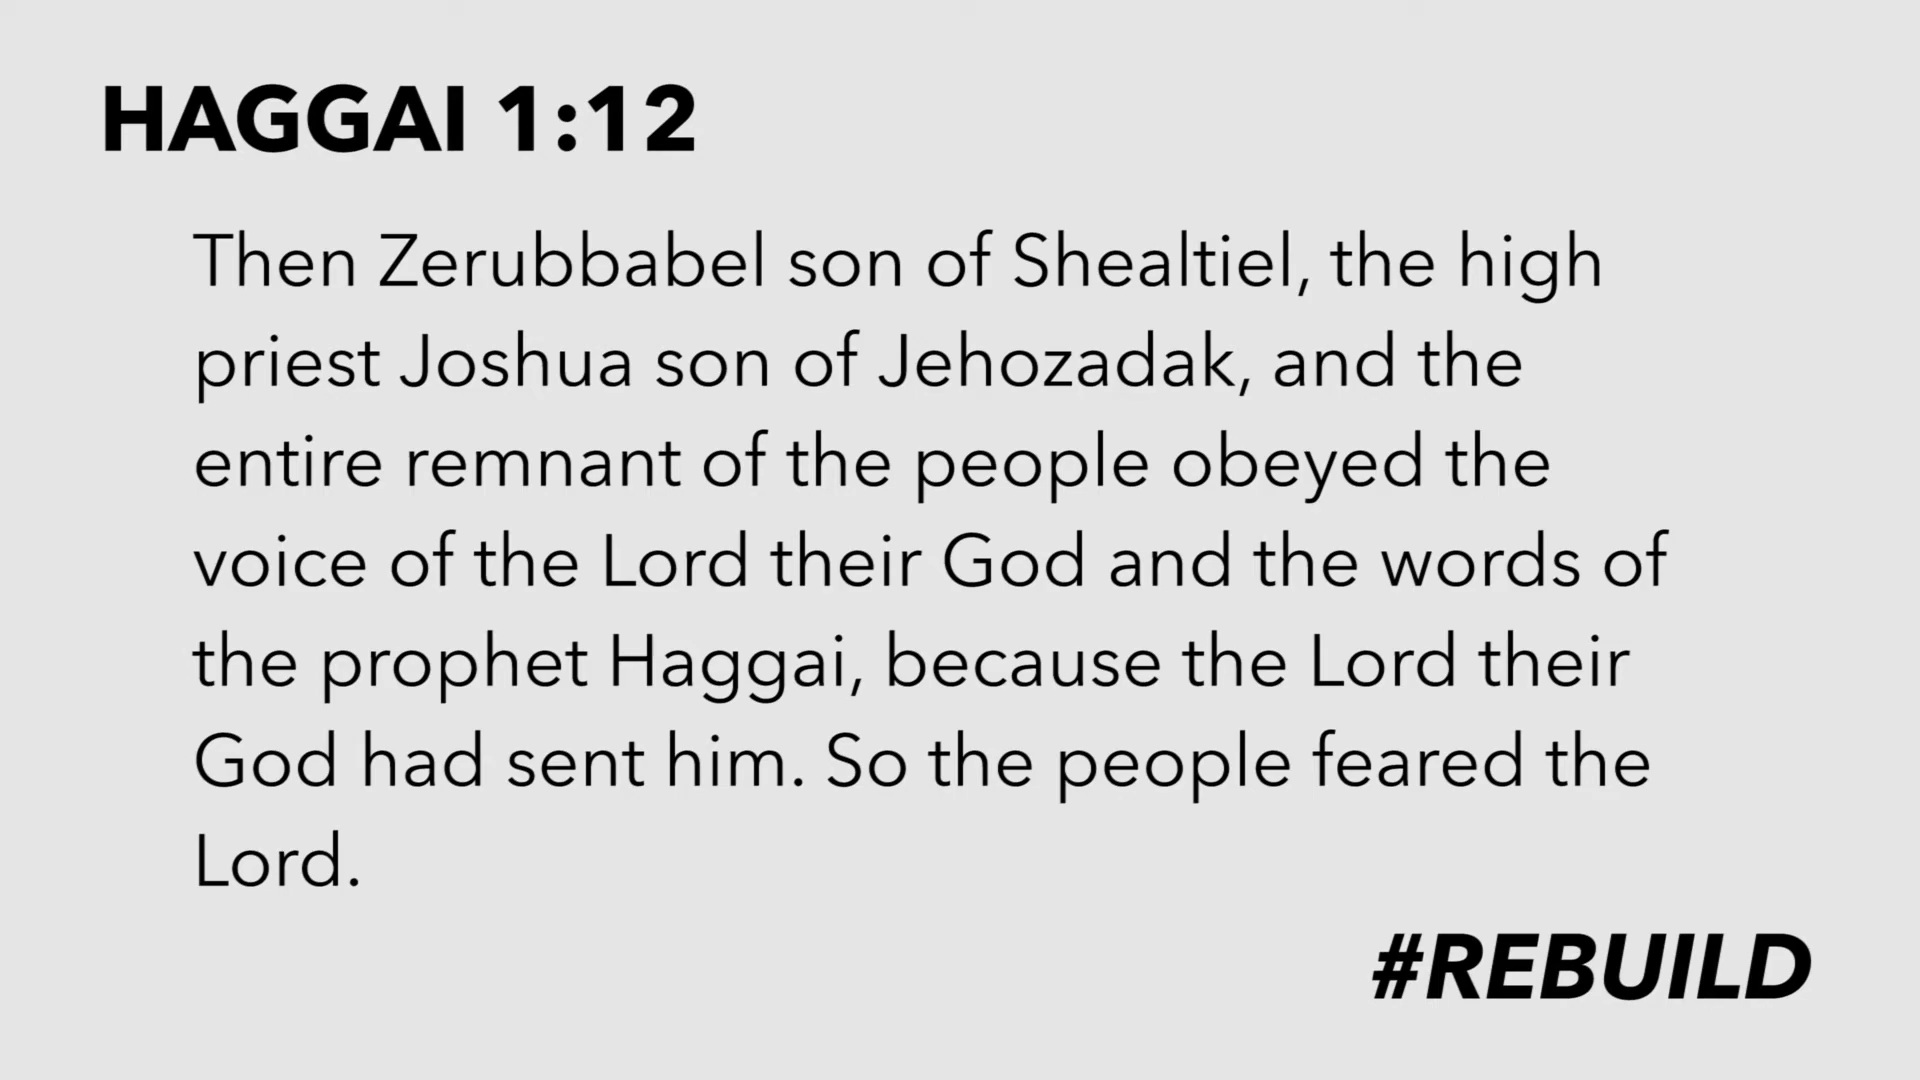 HAGGAI 1:12
Then Zerubbabel son of Shealtiel, the high
priest Joshua son of Jehozadak, and the
entire remnant of the people obeyed the
voice of the Lord their God and the words of
the prophet Haggai, because the Lord their
God had sent him. So the people feared the
Lord.
#REBUILD